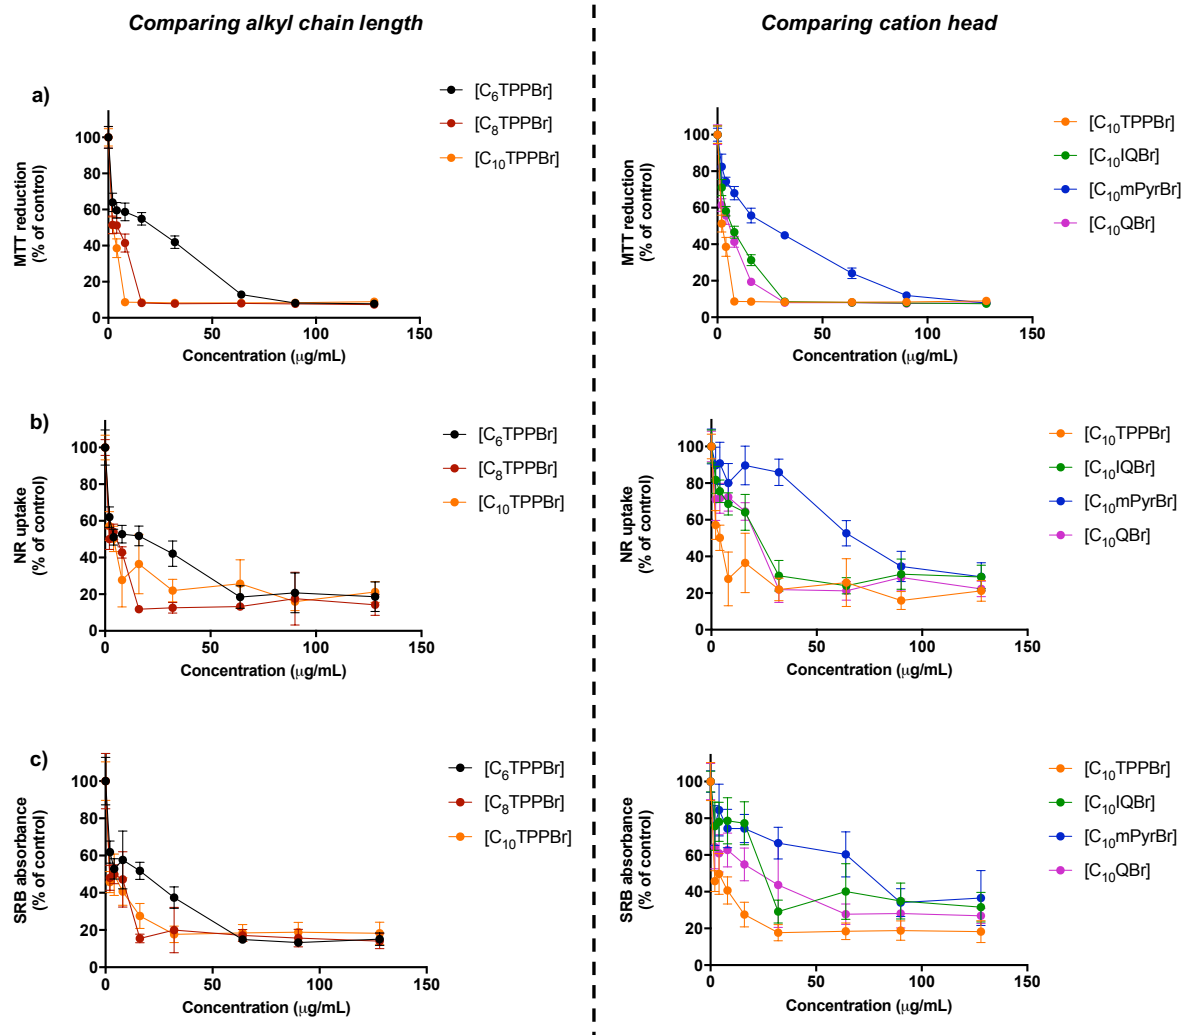 Comparing alkyl chain length
Comparing cation head
a)
[C6TPPBr]
[C8TPPBr]
[C10TPPBr]
MTT reduction
(% of control)
100
80
60
40
20
0
0 50 100 150
Concentration (μg/mL)
[C10TPPBr]
[C10IQBr]
[C10mPyrBr]
[C10QBr]
MTT reduction
(% of control)
100
80
60
40
20
0
0 50 100 150
Concentration (μg/mL)
b)
[C6TPPBr]
[C8TPPBr]
[C10TPPBr]
NR uptake
(% of control)
100
80
60
40
20
0
0 50 100 150
Concentration (μg/mL)
[C10TPPBr]
[C10IQBr]
[C10mPyrBr]
[C10QBr]
NR uptake
(% of control)
100
80
60
40
20
0
0 50 100 150
Concentration (μg/mL)
c)
[C6TPPBr]
[C8TPPBr]
[C10TPPBr]
SRB absorbance
(% of control)
100
80
60
40
20
0
0 50 100 150
Concentration (μg/mL)
[C10TPPBr]
[C10IQBr]
[C10mPyrBr]
[C10QBr]
SRB absorbance
(% of control)
100
80
60
40
20
0
0 50 100 150
Concentration (μg/mL)